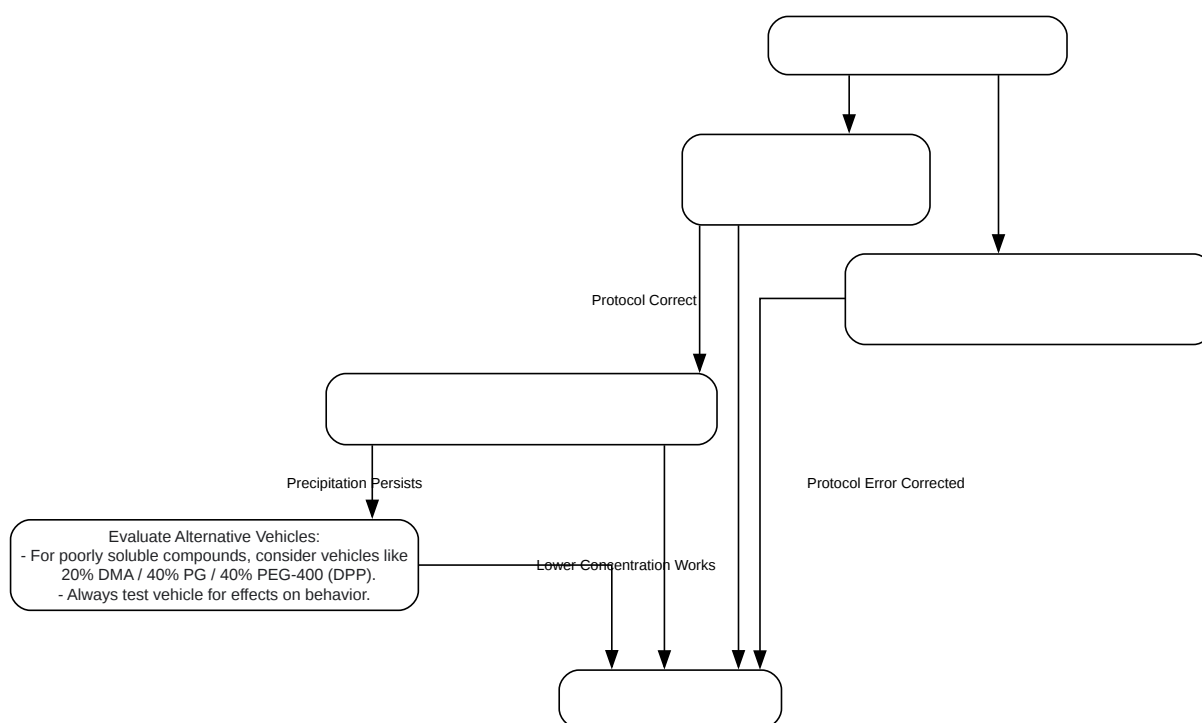 Protocol Correct
Precipitation Persists
Protocol Error Corrected
Evaluate Alternative Vehicles:
- For poorly soluble compounds, consider vehicles like
20% DMA / 40% PG / 40% PEG-400 (DPP).
- Always test vehicle for effects on behavior.
Lower Concentration Works